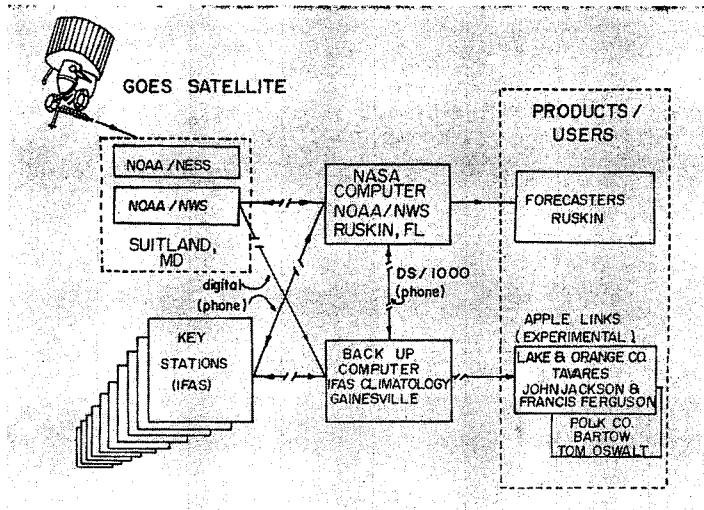 GOES SATELLITE
NOAA/NESS
NOAA/NWS
SUITLAND,
MD
NASA
COMPUTER
NOAA/NWS
RUSKIN, FL
PRODUCTS/
USERS
FORECASTERS
RUSKIN
digital
(phone)
DS/1000
(phone)
KEY
STATIONS
(IFAS)
BACK UP
COMPUTER
IFAS CLIMATOLOGY
GAINESVILLE
APPLE LINKS
(EXPERIMENTAL)
LAKE & ORANGE CO.
TAVARES
JOHN JACKSON &
FRANCIS FERGUSON
POLK CO.
BARTOW
TOM OSWALT